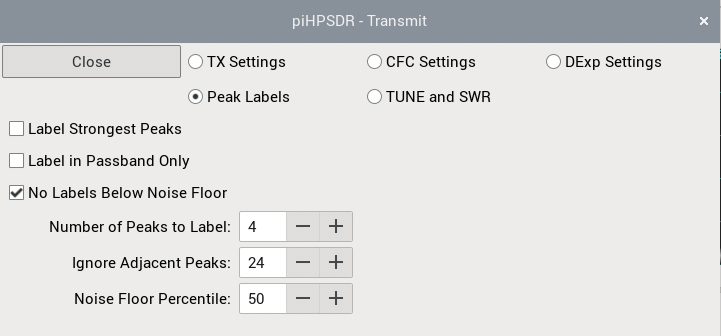 piHPSDR - Transmit ×
Close TX Settings CFC Settings DExp Settings
Peak Labels TUNE and SWR
Label Strongest Peaks
Label in Passband Only
No Labels Below Noise Floor
Number of Peaks to Label: 4 − +
Ignore Adjacent Peaks: 24 − +
Noise Floor Percentile: 50 − +